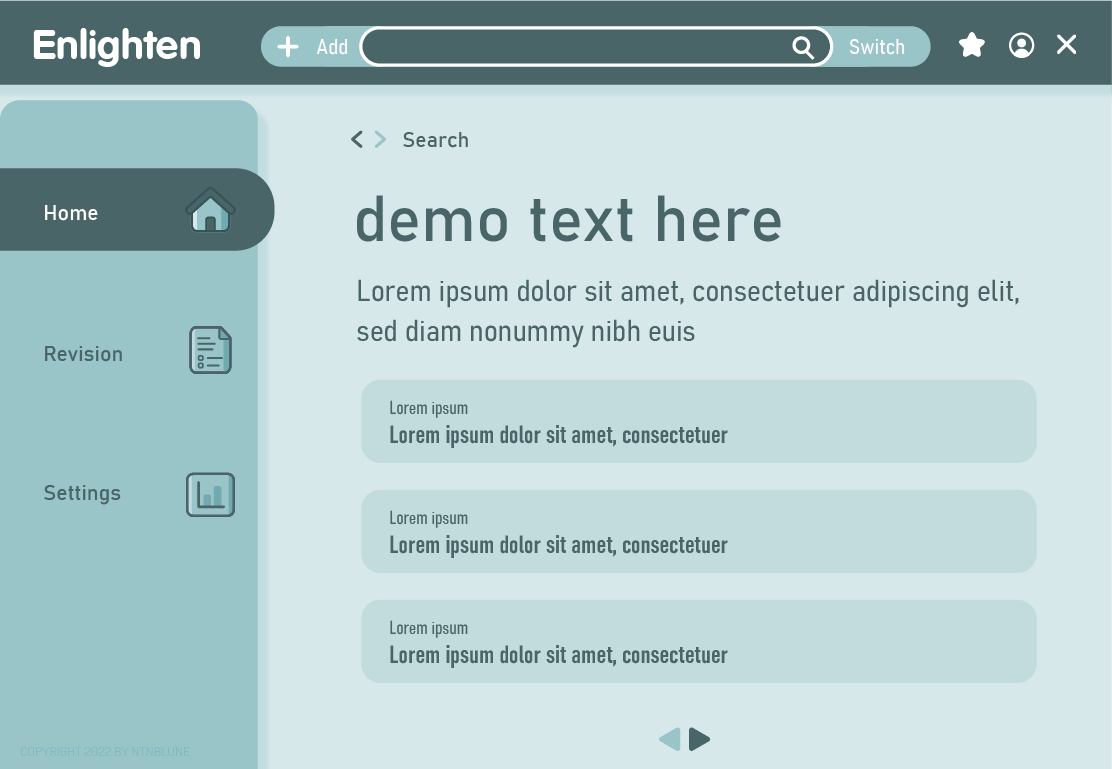 Enlighten
Add
Switch
Search
Home
demo text here
Lorem ipsum dolor sit amet, consectetuer adipiscing elit,
sed diam nonummy nibh euis
Revision
Lorem ipsum
Lorem ipsum dolor sit amet, consectetuer
Settings
Lorem ipsum
Lorem ipsum dolor sit amet, consectetuer
Lorem ipsum
Lorem ipsum dolor sit amet, consectetuer
COPYRIGHT 2022 BY NTNBLUNE